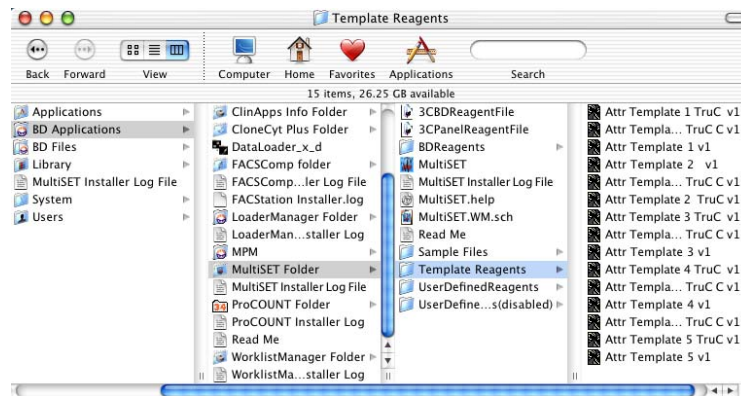 Template Reagents
Back Forward View Computer Home Favorites Applications Search
15 items, 26.25 GB available
Applications
BD Applications
BD Files
Library
MultiSET Installer Log File
System
Users
ClinApps Info Folder
CloneCyt Plus Folder
DataLoader_x_d
FACSComp folder
FACSComp...ler Log File
FACStation Installer.log
LoaderManager Folder
LoaderMan...staller Log
MPM
MultiSET Folder
MultiSET Installer Log File
ProCOUNT Folder
ProCOUNT Installer Log
Read Me
WorklistManager Folder
WorklistMa...staller Log
3CBDReagentFile
3CPanelReagentFile
BDReagents
MultiSET
MultiSET Installer Log File
MultiSET.help
MultiSET.WM.sch
Read Me
Sample Files
Template Reagents
UserDefinedReagents
UserDefine...s(disabled)
Attr Template 1 TruC v1
Attr Templa... TruC C v1
Attr Template 1 v1
Attr Template 2 v1
Attr Templa... TruC C v1
Attr Template 2 TruC v1
Attr Template 3 TruC v1
Attr Templa... TruC C v1
Attr Template 3 v1
Attr Template 4 TruC v1
Attr Templa... TruC C v1
Attr Template 4 v1
Attr Templa... TruC C v1
Attr Template 5 TruC v1
Attr Template 5 v1